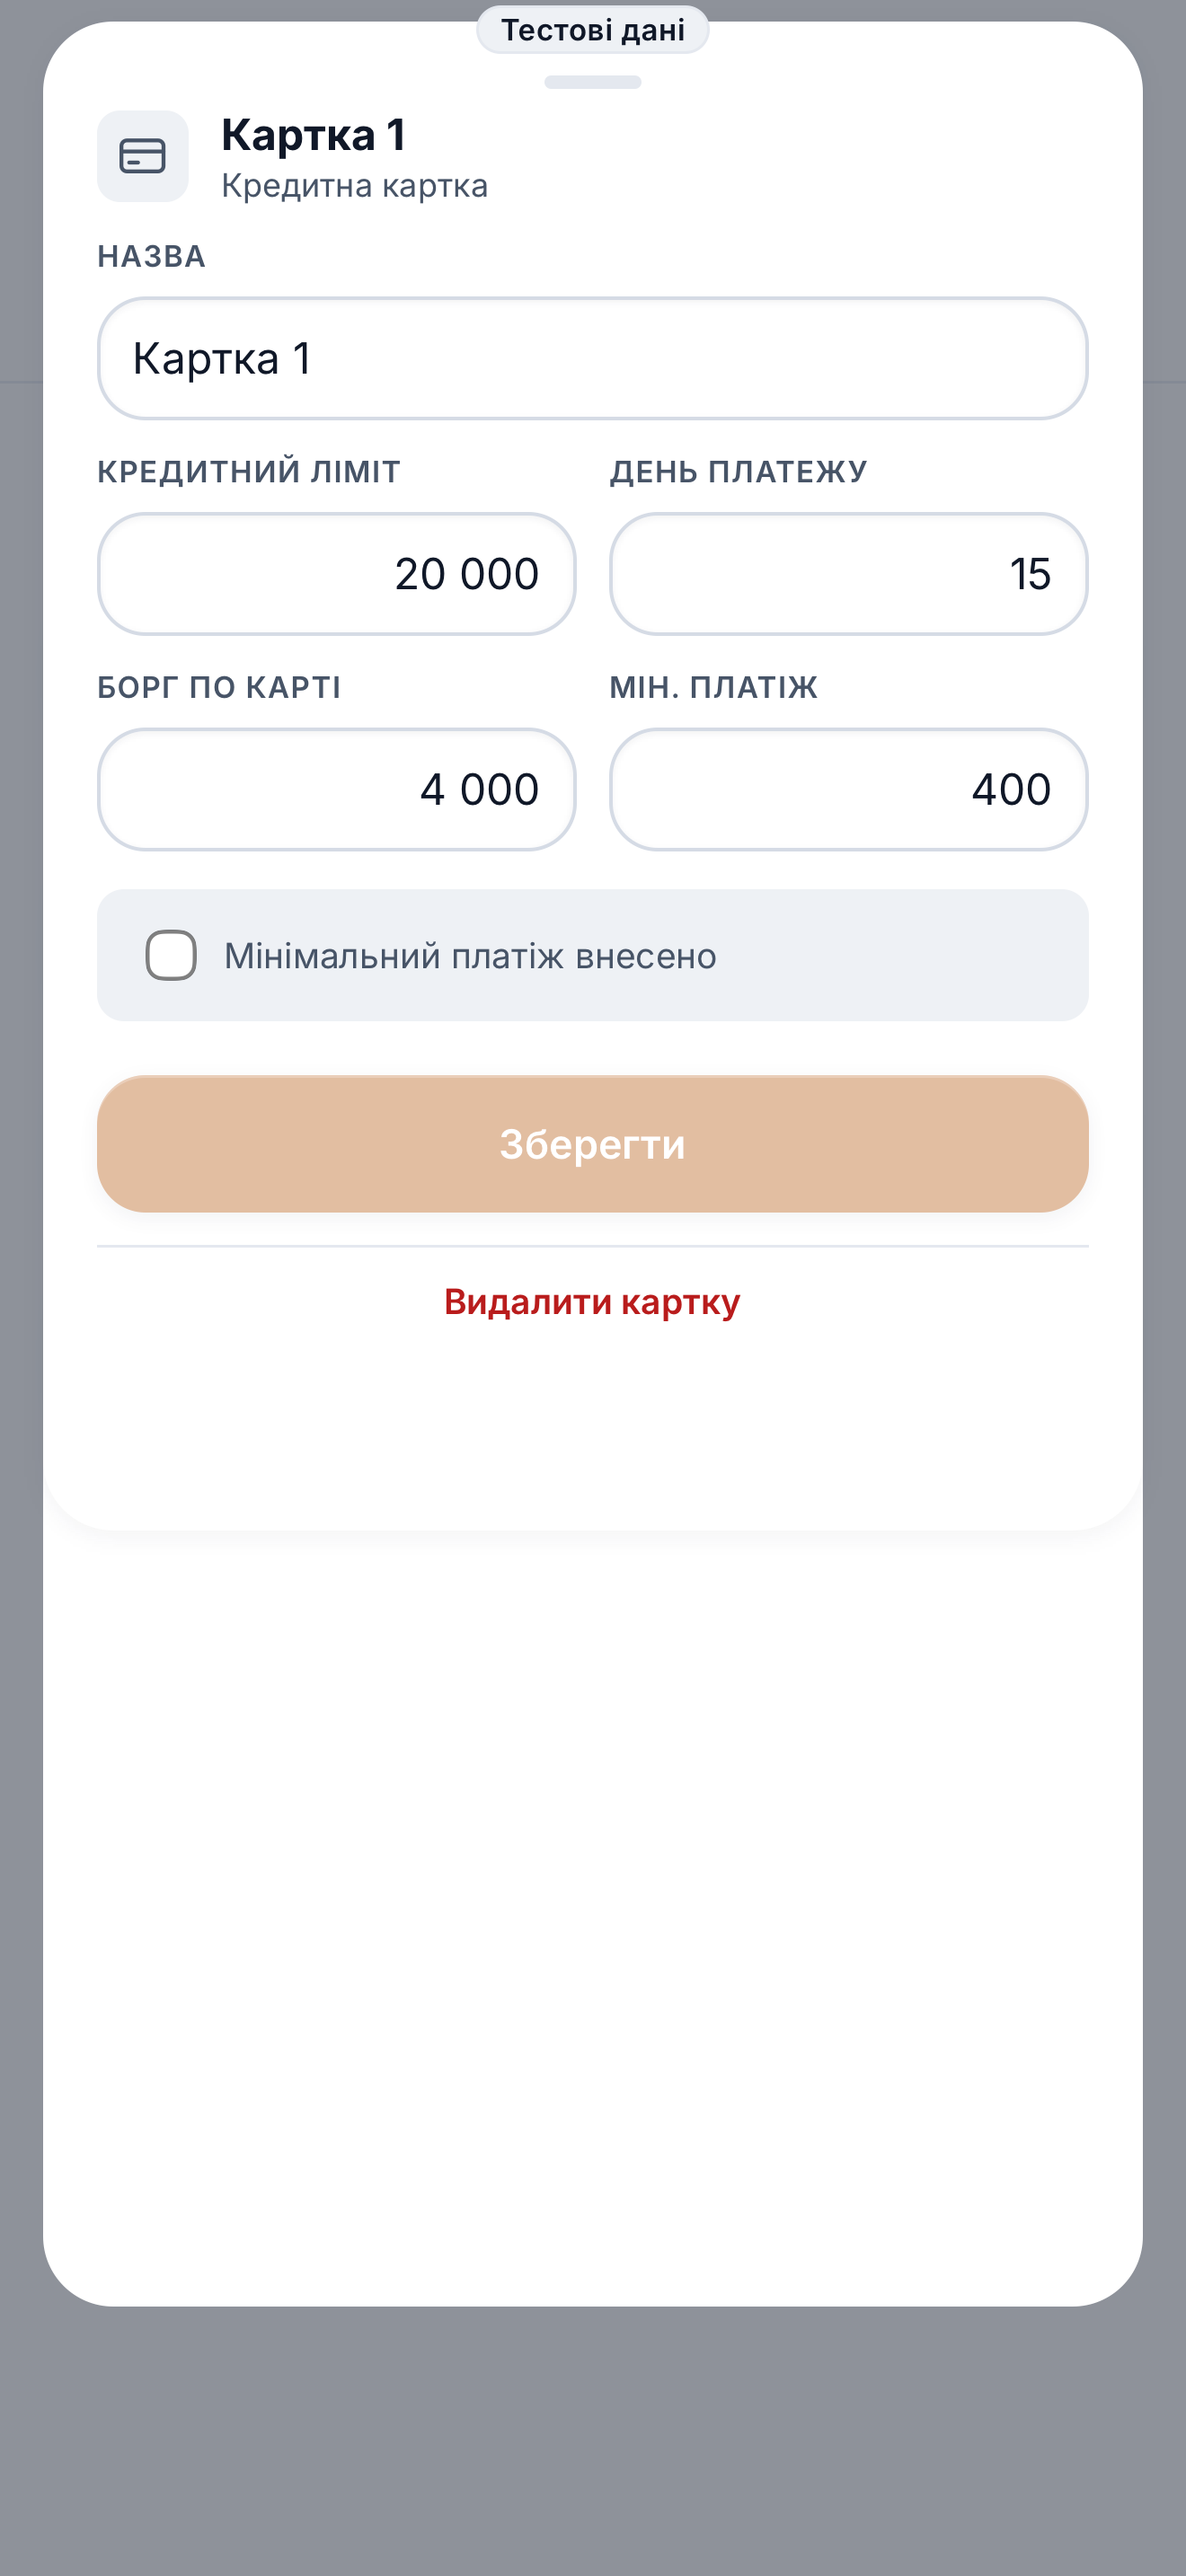 Тестові дані
Картка 1
Кредитна картка
НАЗВА
Картка 1
КРЕДИТНИЙ ЛІМІТ
ДЕНЬ ПЛАТЕЖУ
20 000
15
БОРГ ПО КАРТІ
МІН. ПЛАТІЖ
4 000
400
Мінімальний платіж внесено
Зберегти
Видалити картку